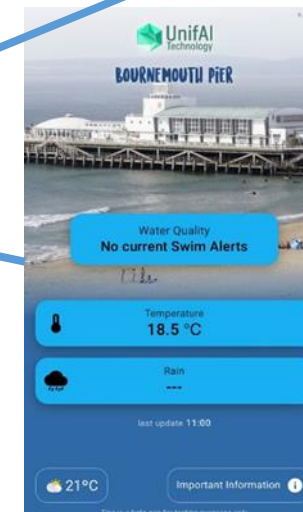 UnifAI
Technology
BOURNEMOUTH PiER
Water Quality
No current Swim Alerts
Temperature
18.5 °C
Rain
---
last update 11:00
21ºC
Important Information